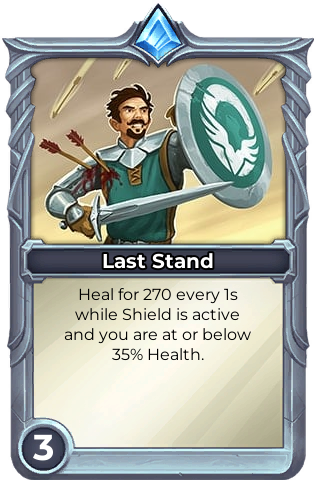 Last Stand
Heal for 270 every 1s
while Shield is active
and you are at or below
35% Health.
3